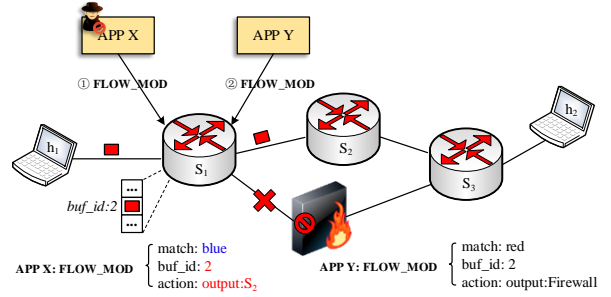 APP X
APP Y
① FLOW_MOD
② FLOW_MOD
h₁
S₁
S₂
S₃
h₂
...
buf_id:2
...
APP X: FLOW_MOD
match: blue
buf_id: 2
action: output:S₂
APP Y: FLOW_MOD
match: red
buf_id: 2
action: output:Firewall